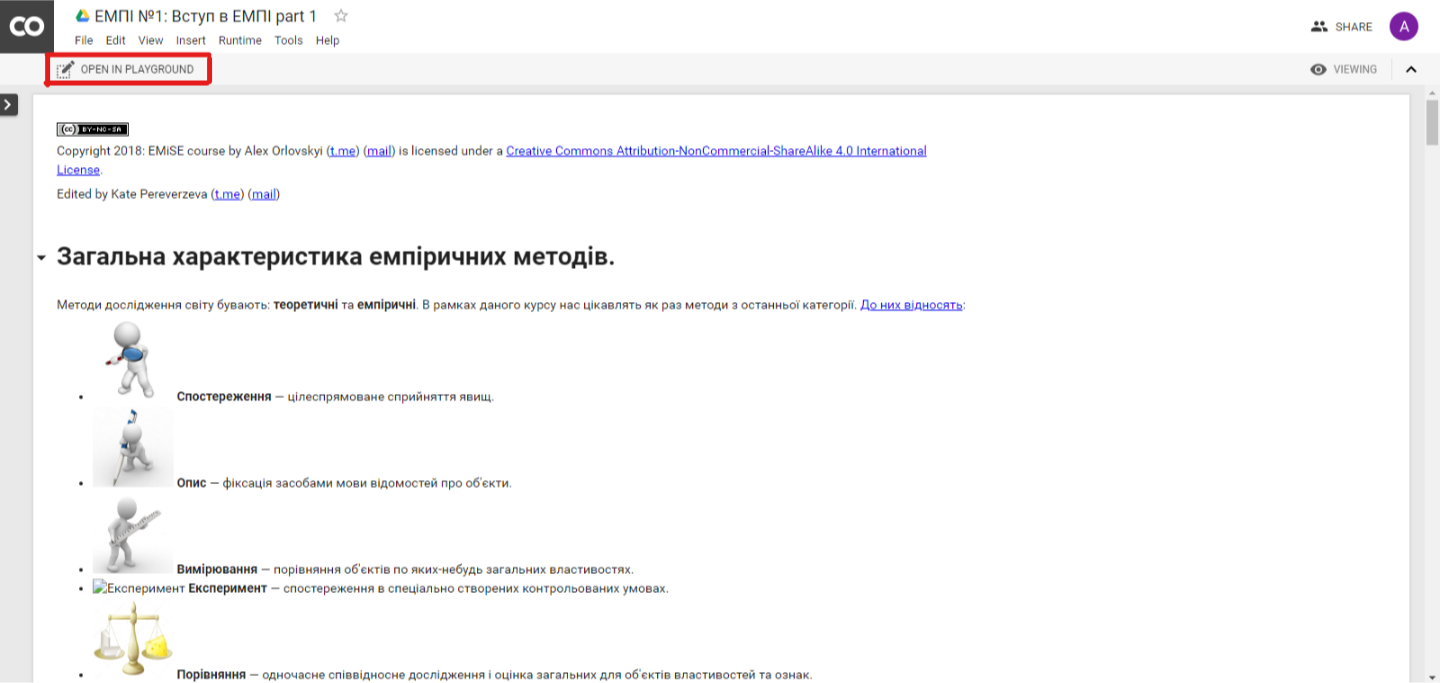 CO
ЕМПІ №1: Вступ в ЕМПІ part 1
File Edit View Insert Runtime Tools Help
SHARE
A
OPEN IN PLAYGROUND
VIEWING
(cc) BY-NC-SA
Copyright 2018: EMiSE course by Alex Orlovskyi (t.me) (mail) is licensed under a Creative Commons Attribution-NonCommercial-ShareAlike 4.0 International
License.
Edited by Kate Pereverzeva (t.me) (mail)
Загальна характеристика емпіричних методів.
Методи дослідження світу бувають: теоретичні та емпіричні. В рамках даного курсу нас цікавлять як раз методи з останньої категорії. До них відносять:
Спостереження — цілеспрямоване сприйняття явищ.
Опис — фіксація засобами мови відомостей про об'єкти.
Вимірювання — порівняння об'єктів по яких-небудь загальних властивостях.
Експеримент Експеримент — спостереження в спеціально створених контрольованих умовах.
Порівняння — одночасне співвідносне дослідження і оцінка загальних для об'єктів властивостей та ознак.